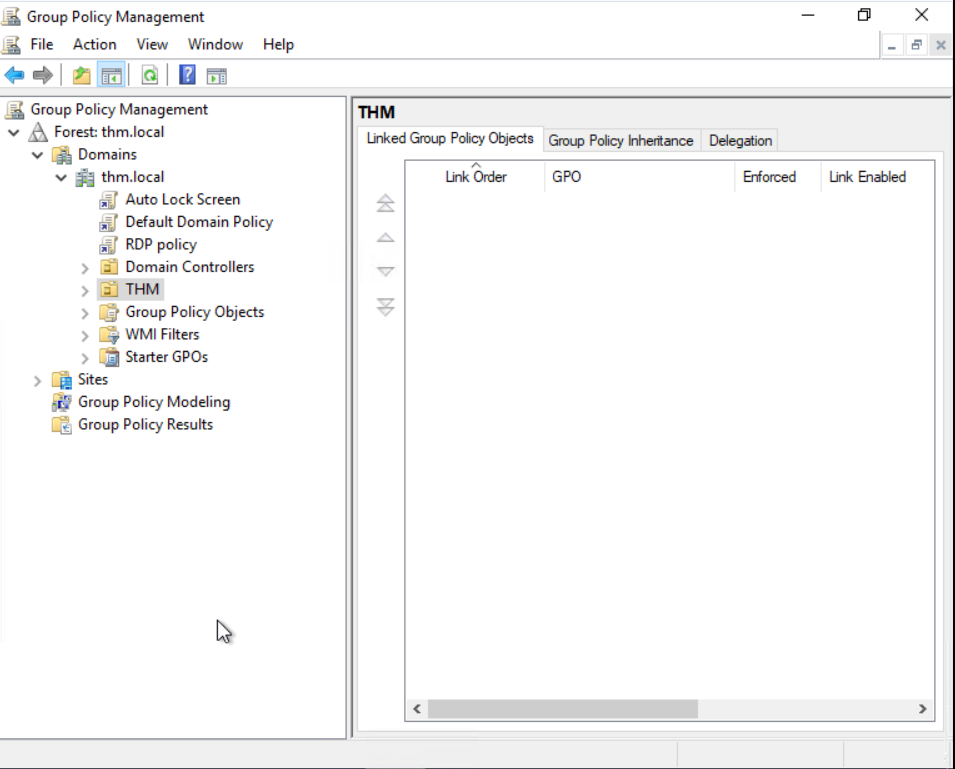 Group Policy Management
File Action View Window Help
Group Policy Management
Forest: thm.local
Domains
thm.local
Auto Lock Screen
Default Domain Policy
RDP policy
Domain Controllers
THM
Group Policy Objects
WMI Filters
Starter GPOs
Sites
Group Policy Modeling
Group Policy Results
THM
Linked Group Policy Objects Group Policy Inheritance Delegation
Link Order GPO Enforced Link Enabled